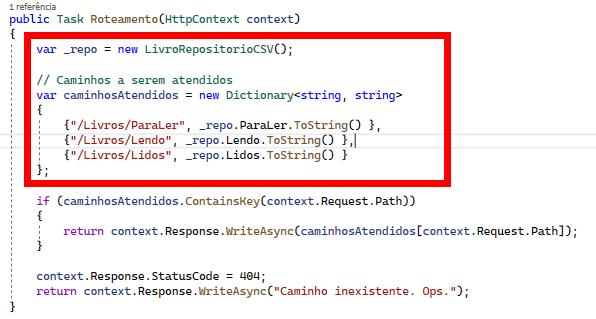 1 referência
public Task Roteamento(HttpContext context)
{
var _repo = new LivroRepositorioCSV();
// Caminhos a serem atendidos
var caminhosAtendidos = new Dictionary<string, string>
{
{"/Livros/ParaLer", _repo.ParaLer.ToString() },
{"/Livros/Lendo", _repo.Lendo.ToString() },
{"/Livros/Lidos", _repo.Lidos.ToString() }
};
if (caminhosAtendidos.ContainsKey(context.Request.Path))
{
return context.Response.WriteAsync(caminhosAtendidos[context.Request.Path]);
}
context.Response.StatusCode = 404;
return context.Response.WriteAsync("Caminho inexistente. Ops.");
}